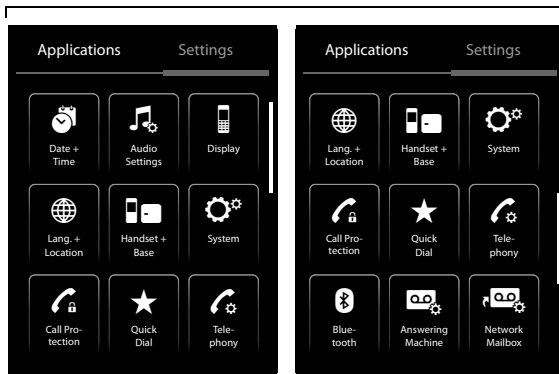 Applications Settings
Date +
Time
Audio
Settings
Display
Lang. +
Location
Handset +
Base
System
Call Pro-
tection
Quick
Dial
Tele-
phony
Applications Settings
Lang. +
Location
Handset +
Base
System
Call Pro-
tection
Quick
Dial
Tele-
phony
Blue-
tooth
Answering
Machine
Network
Mailbox